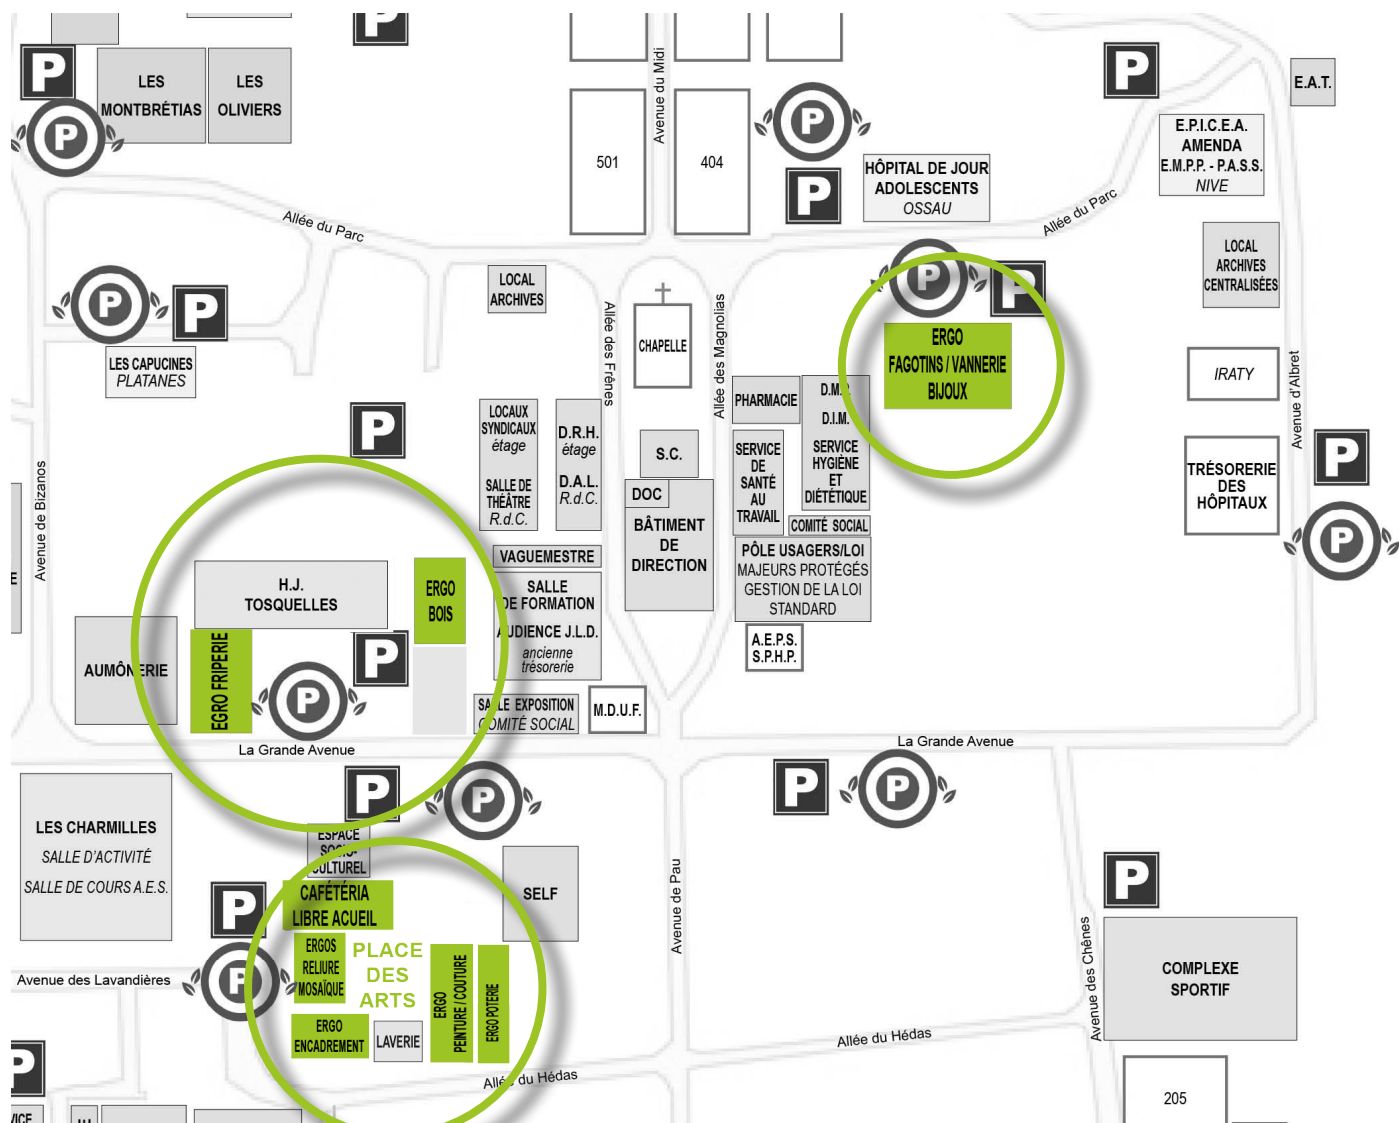 P
P
LES
MONTBRÉTIAS
LES
OLIVIERS
P
Avenue du Midi
501
404
P
P
P
E.A.T.
E.P.I.C.E.A.
AMENDA
E.M.P.P. - P.A.S.S.
NIVE
HÔPITAL DE JOUR
ADOLESCENTS
OSSAU
Allée du Parc
Allée du Parc
LOCAL
ARCHIVES
CENTRALISÉES
LOCAL
ARCHIVES
P
P
P
P
Allée des Frênes
Allée des Magnolias
CHAPELLE
ERGO
FAGOTINS / VANNERIE
BIJOUX
LES CAPUCINES
PLATANES
IRATY
Avenue d'Albret
P
LOCAUX
SYNDICAUX
étage
SALLE DE
THÉÂTRE
R.d.C.
D.R.H.
étage
D.A.L.
R.d.C.
S.C.
DOC
BÂTIMENT
DE
DIRECTION
PHARMACIE
SERVICE
DE
SANTÉ
AU
TRAVAIL
D.I.M.
SERVICE
HYGIÈNE
ET
DIÉTÉTIQUE
COMITÉ SOCIAL
PÔLE USAGERS/LOI
MAJEURS PROTÉGÉS
GESTION DE LA LOI
STANDARD
A.E.P.S.
S.P.H.P.
TRÉSORERIE
DES
HÔPITAUX
P
P
Avenue de Bizanos
E
H.J.
TOSQUELLES
ERGO
BOIS
VAGUEMESTRE
SALLE
DE FORMATION
AUDIENCE J.L.D.
ancienne
trésorerie
AUMÔNERIE
EGRO FRIPERIE
P
P
SALLE EXPOSITION
COMITÉ SOCIAL
M.D.U.F.
La Grande Avenue
La Grande Avenue
P
P
P
P
LES CHARMILLES
SALLE D'ACTIVITÉ
SALLE DE COURS A.E.S.
ESPACE
SOCIO-
CULTUREL
CAFÉTÉRIA
LIBRE ACUEIL
SELF
Avenue de Pau
P
P
Avenue des Lavandières
ERGOS
RELIURE
MOSAÏQUE
PLACE
DES
ARTS
ERGO
PEINTURE / COUTURE
ERGO POTERIE
ERGO
ENCADREMENT
LAVERIE
Allée du Hédas
Allée du Hédas
Avenue des Chênes
P
COMPLEXE
SPORTIF
205
P